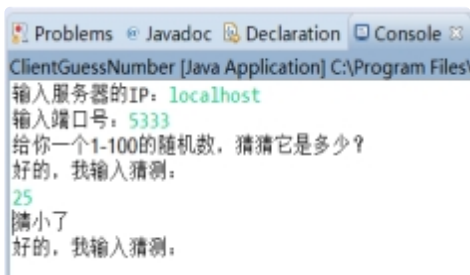 Problems Javadoc Declaration Console
ClientGuessNumber [Java Application] C:\Program Files\
输入服务器的IP：localhost
输入端口号：5333
给你一个1-100的随机数，猜猜它是多少？
好的，我输入猜测：
25
猜小了
好的，我输入猜测：